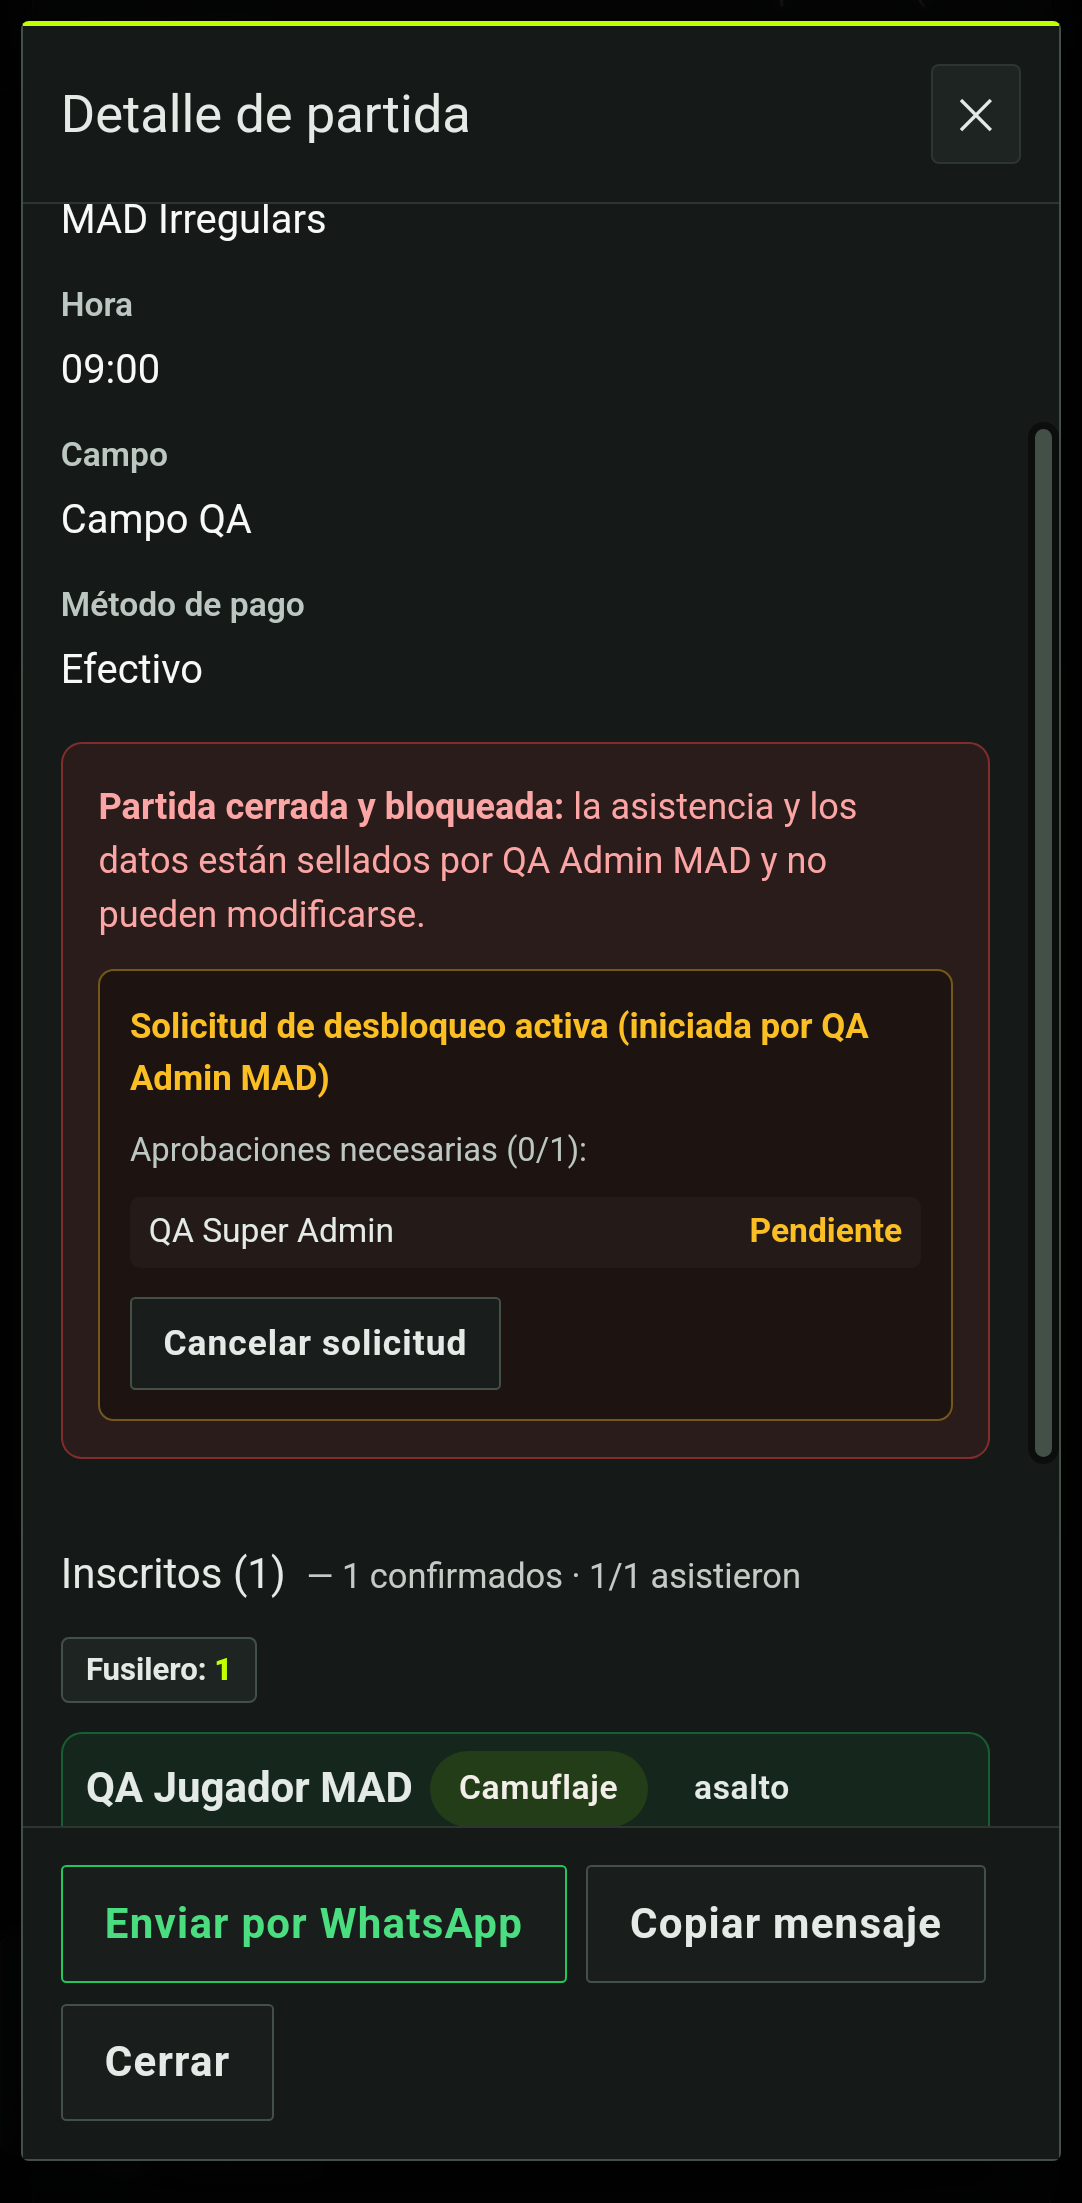 Detalle de partida
MAD Irregulars
Hora
09:00
Campo
Campo QA
Método de pago
Efectivo
Partida cerrada y bloqueada: la asistencia y los
datos están sellados por QA Admin MAD y no
pueden modificarse.
Solicitud de desbloqueo activa (iniciada por QA
Admin MAD)
Aprobaciones necesarias (0/1):
QA Super Admin Pendiente
Cancelar solicitud
Inscritos (1) — 1 confirmados · 1/1 asistieron
Fusilero: 1
QA Jugador MAD Camuflaje asalto
Enviar por WhatsApp Copiar mensaje
Cerrar